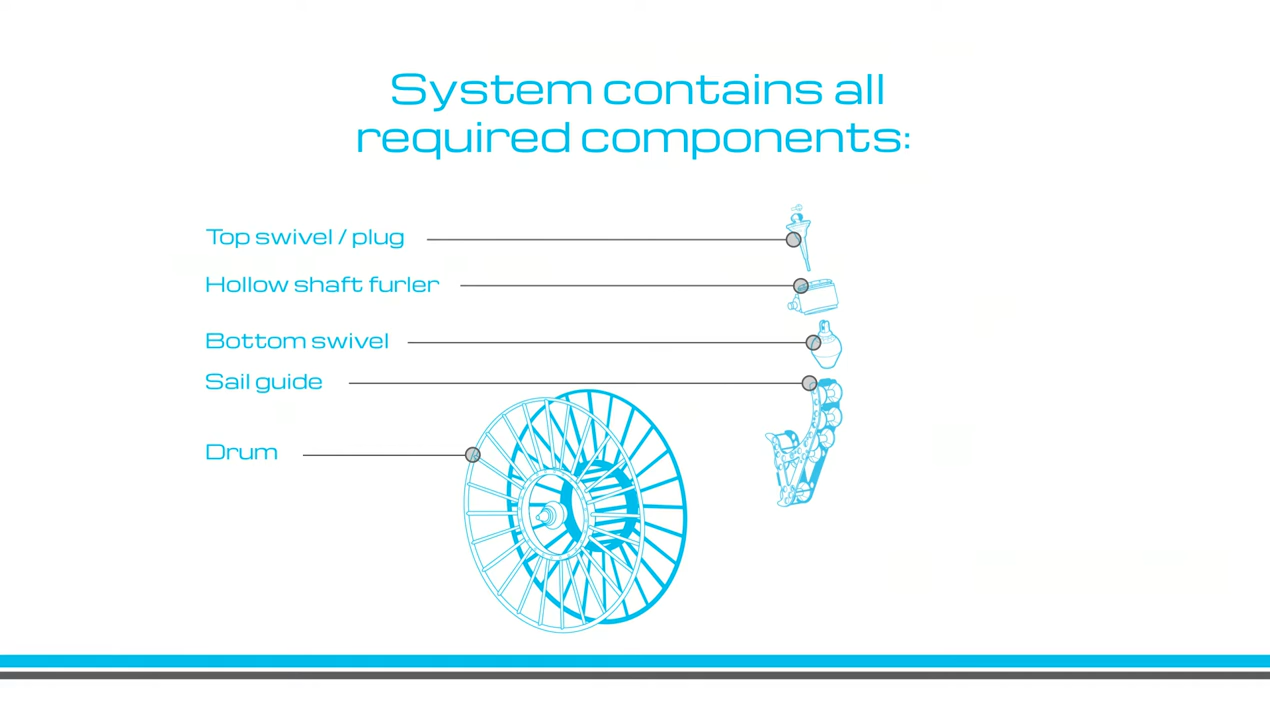 System contains all
required components:
Top swivel / plug
Hollow shaft furler
Bottom swivel
Sail guide
Drum